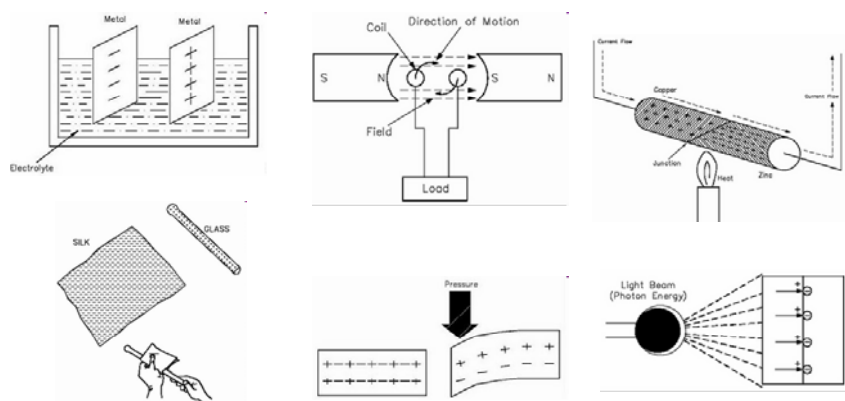 Metal
Metal
Electrolyte
Coil
Direction of Motion
S
N
S
N
Field
Load
Current Flow
Copper
Current Flow
Junction
Heat
Zinc
SILK
GLASS
Pressure
Light Beam
(Photon Energy)